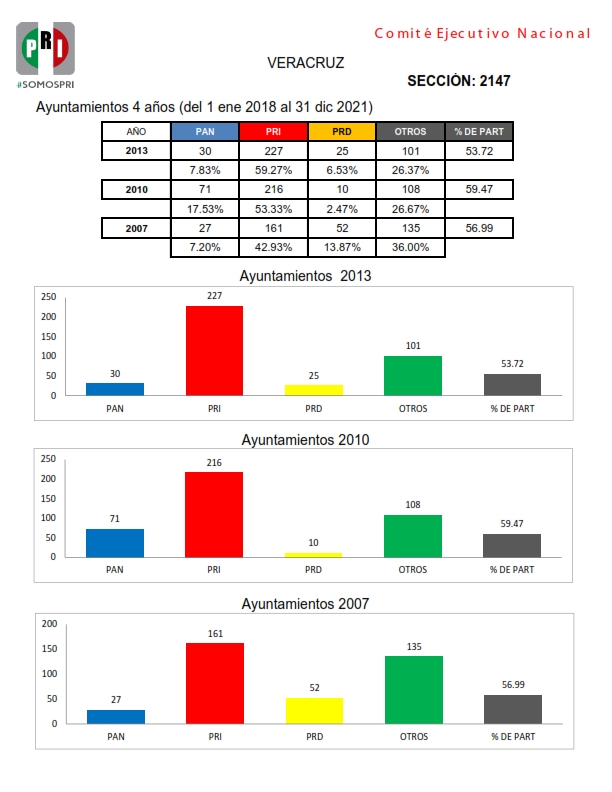 PRI
#SOMOSPRI
Comité Ejecutivo Nacional
VERACRUZ
SECCIÓN: 2147
Ayuntamientos 4 años (del 1 ene 2018 al 31 dic 2021)
AÑO PAN PRI PRD OTROS % DE PART
2013 30 227 25 101 53.72
7.83% 59.27% 6.53% 26.37%
2010 71 216 10 108 59.47
17.53% 53.33% 2.47% 26.67%
2007 27 161 52 135 56.99
7.20% 42.93% 13.87% 36.00%
Ayuntamientos 2013
250
200
150
100
50
0
30
227
25
101
53.72
PAN PRI PRD OTROS % DE PART
Ayuntamientos 2010
250
200
150
100
50
0
71
216
10
108
59.47
PAN PRI PRD OTROS % DE PART
Ayuntamientos 2007
200
150
100
50
0
27
161
52
135
56.99
PAN PRI PRD OTROS % DE PART